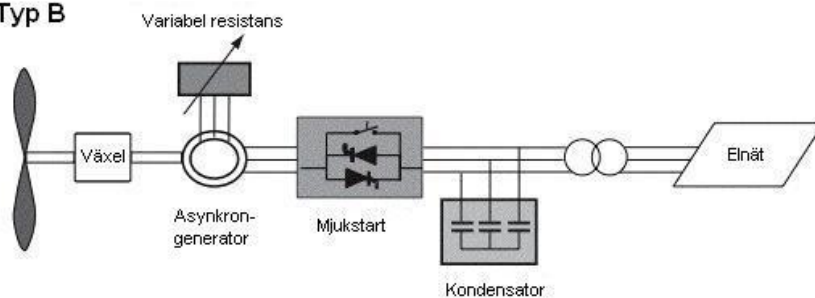 Typ B
Variabel resistans
Växel
Elnät
Asynkron-
generator
Mjukstart
Kondensator